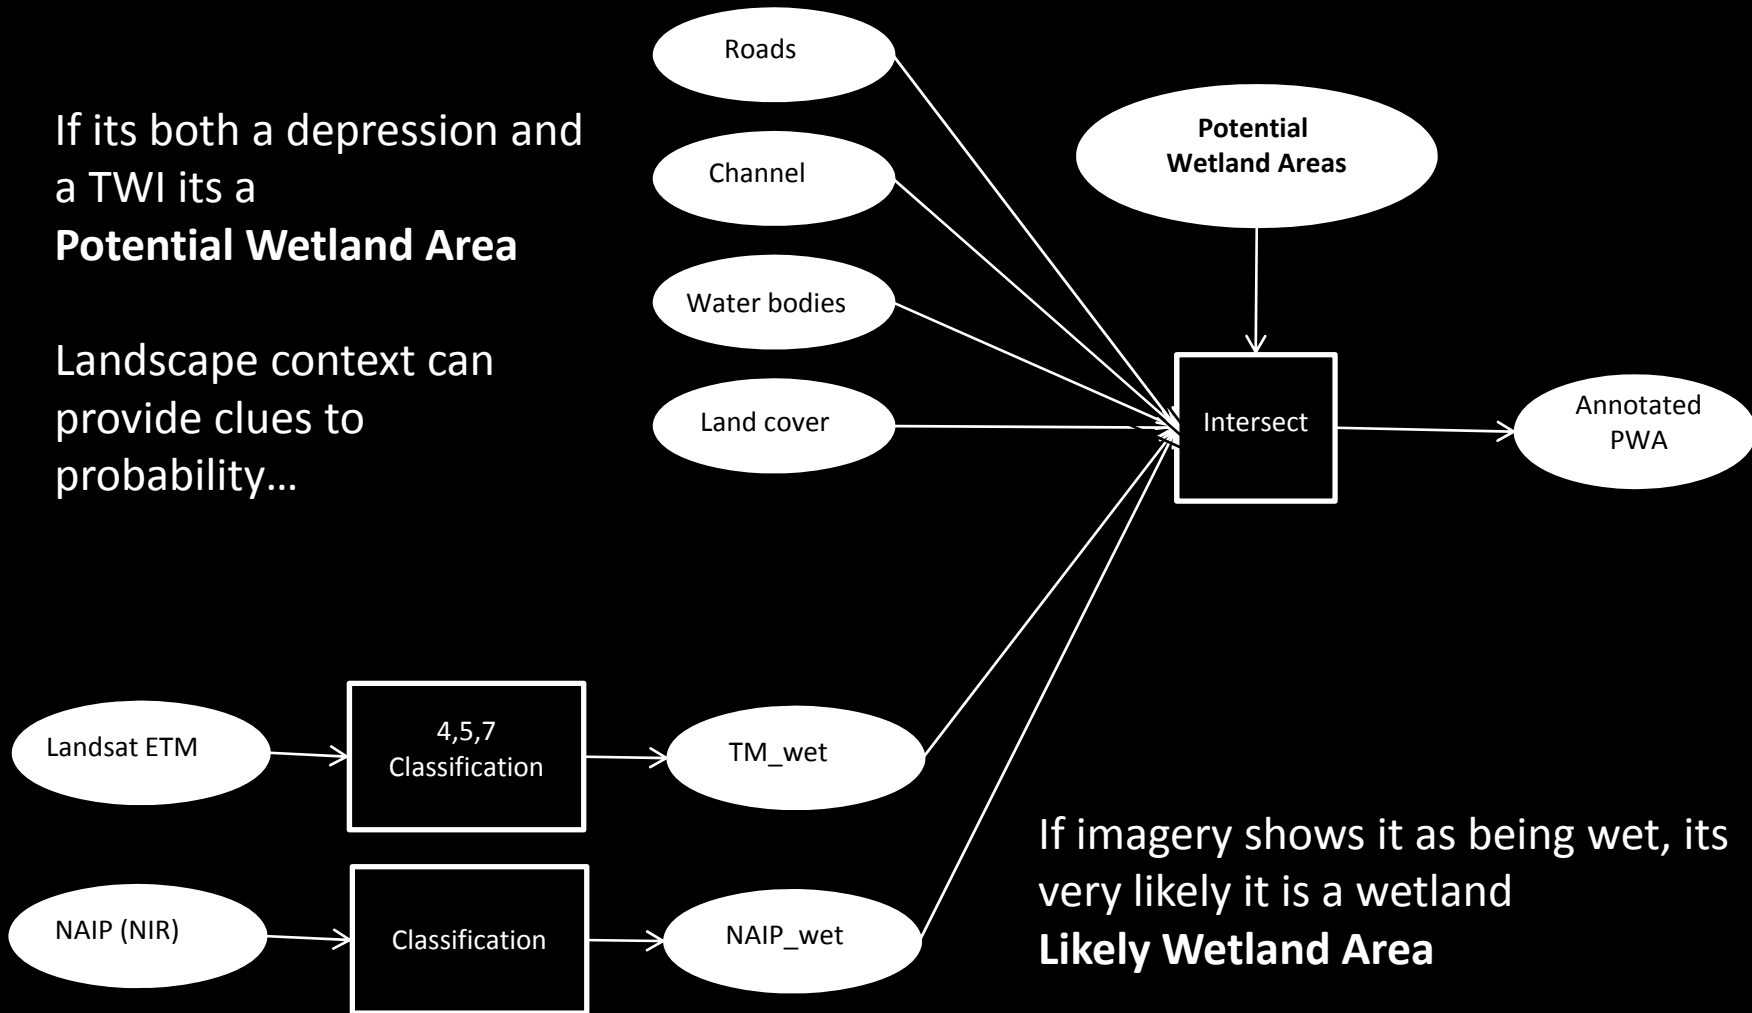 If its both a depression and
a TWI its a
Potential Wetland Area
Landscape context can
provide clues to
probability…
Roads
Channel
Water bodies
Land cover
Potential
Wetland Areas
Intersect
Annotated
PWA
Landsat ETM
4,5,7
Classification
TM_wet
NAIP (NIR)
Classification
NAIP_wet
If imagery shows it as being wet, its
very likely it is a wetland
Likely Wetland Area